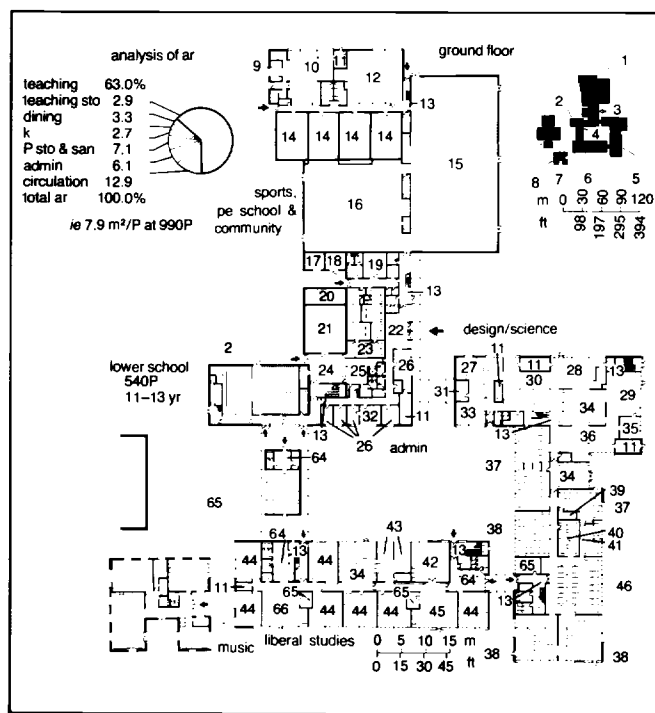 analysis of ar
teaching 63.0%
teaching sto 2.9
dining 3.3
k 2.7
P sto & san 7.1
admin 6.1
circulation 12.9
total ar 100.0%
ie 7.9 m²/P at 990P
ground floor
9 10 11 12
13
14 14 14 14
15
16
sports,
pe school &
community
1
2 3
4
8 7 6 5
m 0 30 60 90 120
ft 98 197 295 394
17 18 19
20
13
21 22
23
24 25 26
2
lower school
540P
11–13 yr
13 26 32 11
admin
design/science
11
27 11 28 13
31 30 29
33 13 34
13 36 35
11
37 34
39
37
40
41
38
65
13
46
38 38
64
65
64 43
44 13 44 34 42 13
64
11 65 65
44 66 44 44 44 45 44
music liberal studies
0 5 10 15 m
0 15 30 45 ft